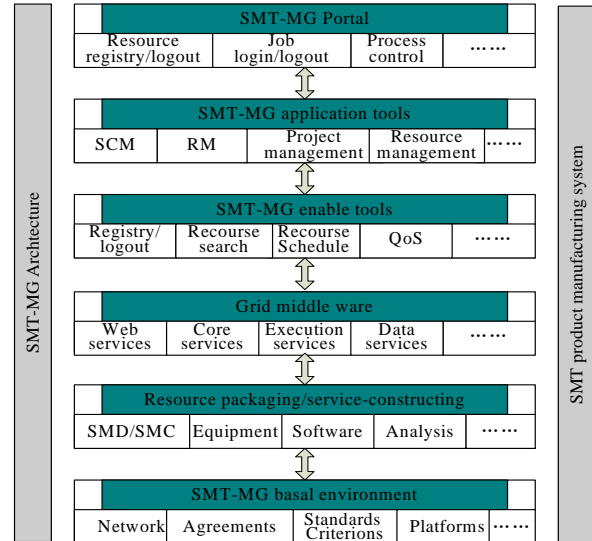 SMT-MG Archtecture
SMT-MG Portal
Resource
registry/logout
Job
login/logout
Process
control
……
SMT-MG application tools
SCM
RM
Project
management
Resource
management
……
SMT-MG enable tools
Registry/
logout
Recourse
search
Recourse
Schedule
QoS
……
Grid middle ware
Web
services
Core
services
Execution
services
Data
services
……
Resource packaging/service-constructing
SMD/SMC
Equipment
Software
Analysis
……
SMT-MG basal environment
Network
Agreements
Standards
Criterions
Platforms
……
SMT product manufacturing system